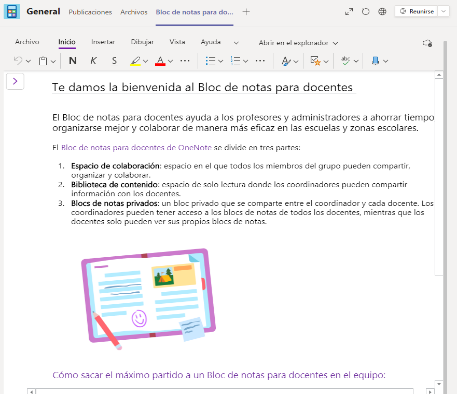 General Publicaciones Archivos Bloc de notas para do... +
Reunirse
Archivo Inicio Insertar Dibujar Vista Ayuda Abrir en el explorador
N K S A abc
Te damos la bienvenida al Bloc de notas para docentes
El Bloc de notas para docentes ayuda a los profesores y administradores a ahorrar tiempo
organizarse mejor y colaborar de manera más eficaz en las escuelas y zonas escolares.
El Bloc de notas para docentes de OneNote se divide en tres partes:
1. Espacio de colaboración: espacio en el que todos los miembros del grupo pueden compartir,
organizar y colaborar.
2. Biblioteca de contenido: espacio de solo lectura donde los coordinadores pueden compartir
información con los docentes.
3. Blocs de notas privados: un bloc privado que se comparte entre el coordinador y cada docente. Los
coordinadores pueden tener acceso a los blocs de notas de todos los docentes, mientras que los
docentes solo pueden ver sus propios blocs de notas.
Cómo sacar el máximo partido a un Bloc de notas para docentes en el equipo: